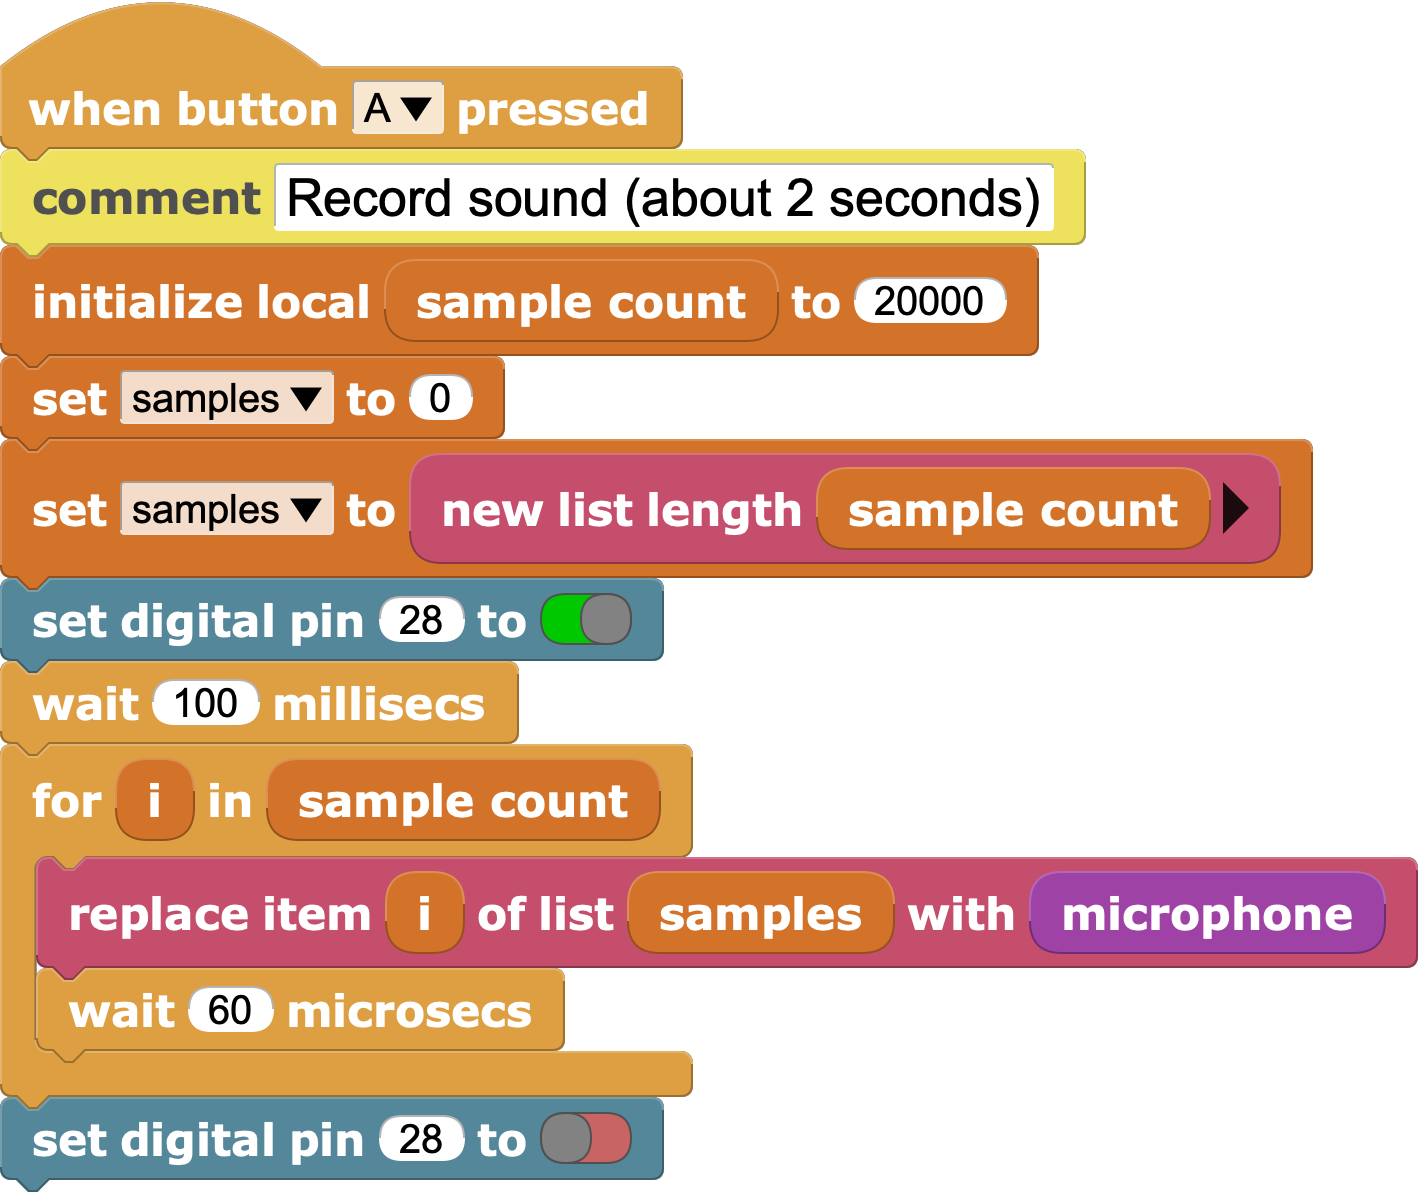 when button A pressed
comment Record sound (about 2 seconds)
initialize local sample count to 20000
set samples to 0
set samples to new list length sample count
set digital pin 28 to
wait 100 millisecs
for i in sample count
replace item i of list samples with microphone
wait 60 microsecs
set digital pin 28 to